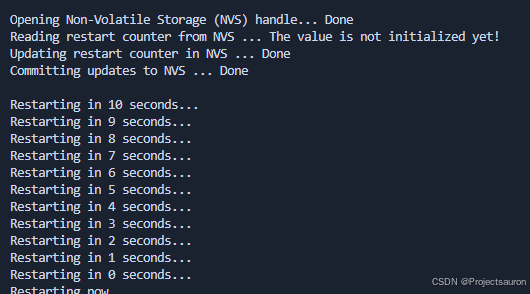 Opening Non-Volatile Storage (NVS) handle... Done
Reading restart counter from NVS ... The value is not initialized yet!
Updating restart counter in NVS ... Done
Committing updates to NVS ... Done
Restarting in 10 seconds...
Restarting in 9 seconds...
Restarting in 8 seconds...
Restarting in 7 seconds...
Restarting in 6 seconds...
Restarting in 5 seconds...
Restarting in 4 seconds...
Restarting in 3 seconds...
Restarting in 2 seconds...
Restarting in 1 seconds...
Restarting in 0 seconds...
Restarting now
CSDN @Projectsauron